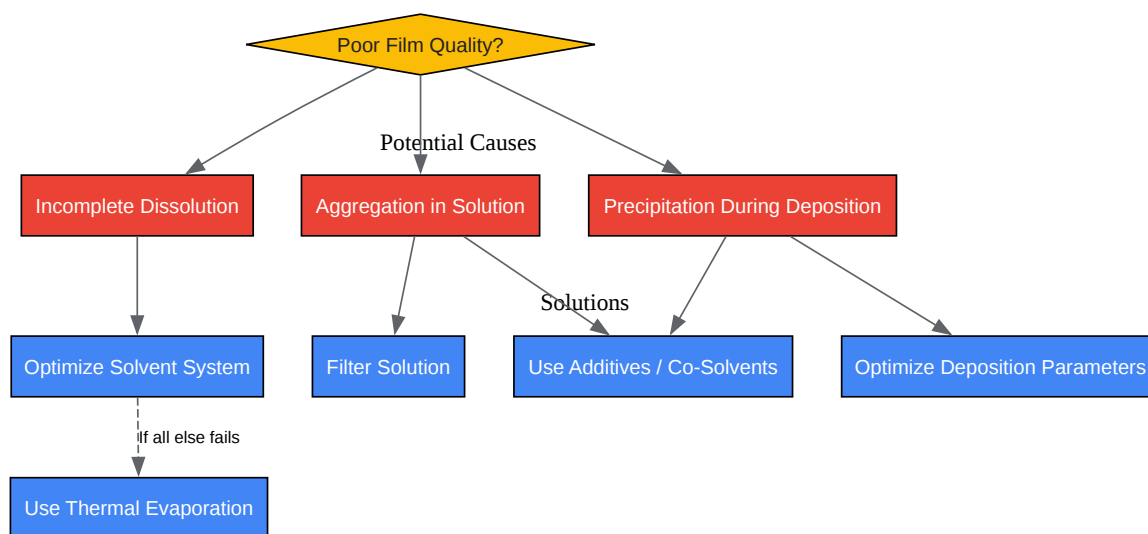 Poor Film Quality?
Potential Causes
Incomplete Dissolution
Aggregation in Solution
Precipitation During Deposition
Solutions
Optimize Solvent System
Filter Solution
Use Additives / Co-Solvents
Optimize Deposition Parameters
If all else fails
Use Thermal Evaporation